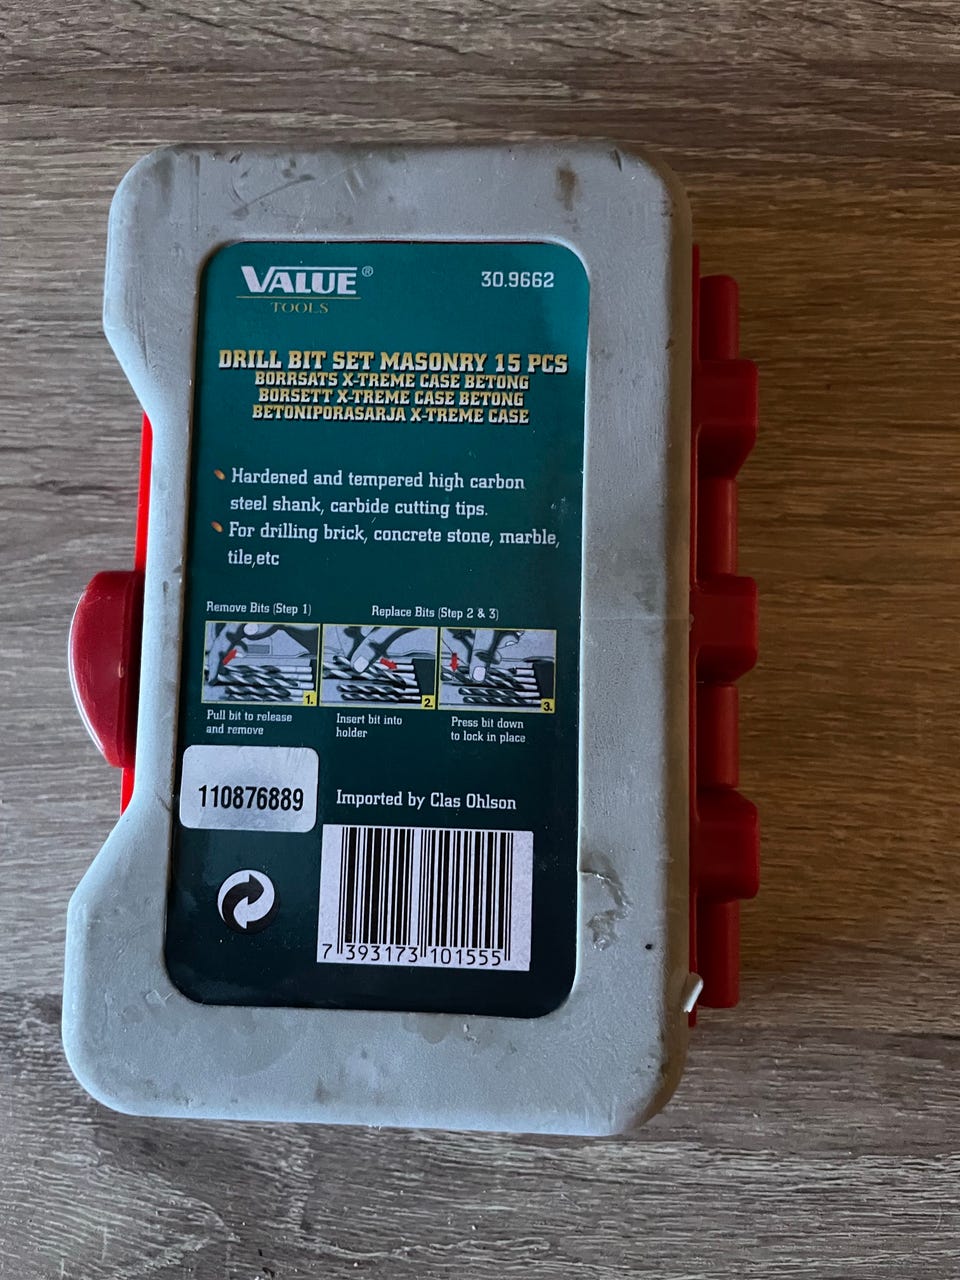 VALUE® 30.9662
TOOLS
DRILL BIT SET MASONRY 15 PCS
BORRSATS X-TREME CASE BETONG
BORSETT X-TREME CASE BETONG
BETONIPORASARJA X-TREME CASE
Hardened and tempered high carbon
steel shank, carbide cutting tips.
For drilling brick, concrete stone, marble,
tile,etc
Remove Bits (Step 1) Replace Bits (Step 2 & 3)
1. 2. 3.
Pull bit to release
and remove
Insert bit into
holder
Press bit down
to lock in place
110876889
Imported by Clas Ohlson
7 393173 101555